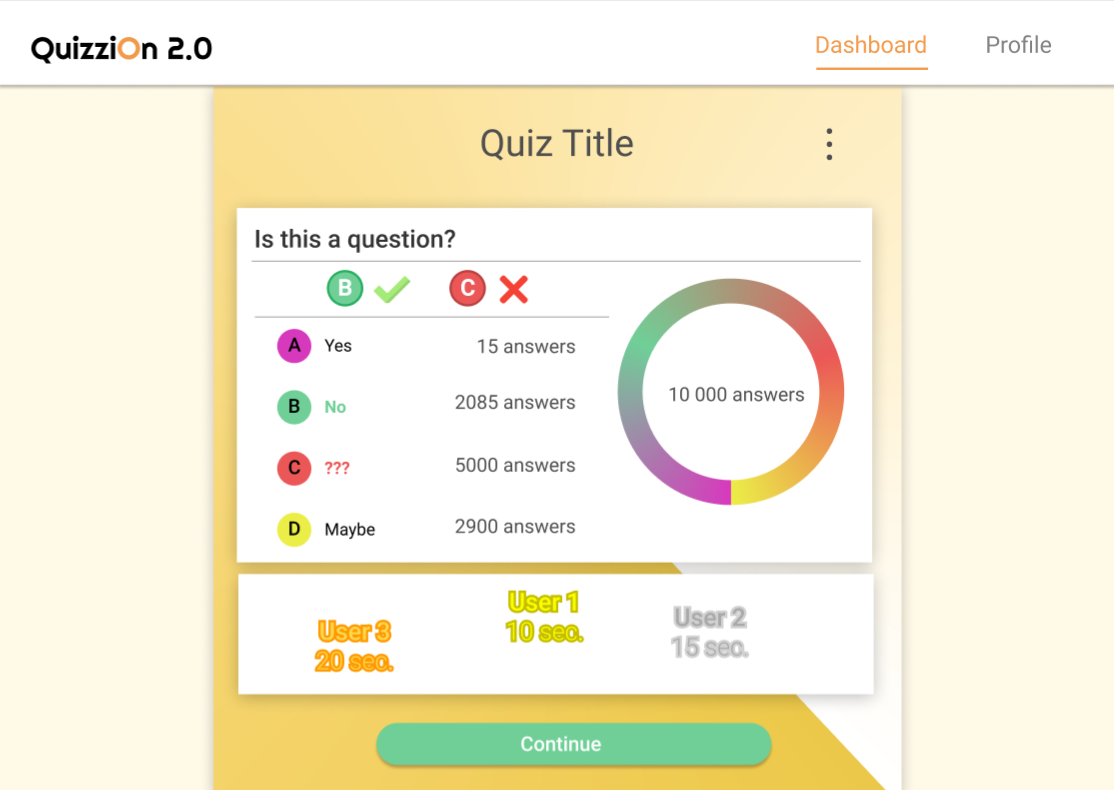 QuizziOn 2.0
Dashboard
Profile
Quiz Title
Is this a question?
B
C
A Yes 15 answers
B No 2085 answers
C ??? 5000 answers
D Maybe 2900 answers
10 000 answers
User 1
10 sec.
User 2
15 sec.
User 3
20 sec.
Continue